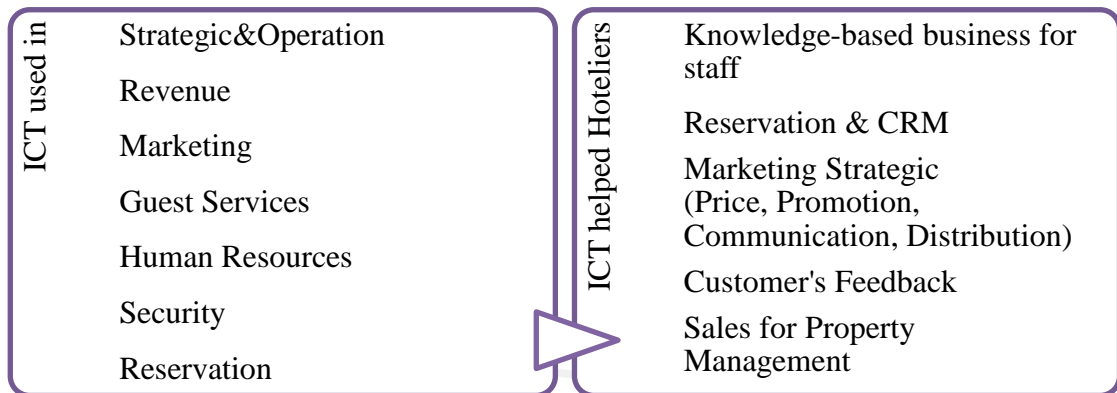 ICT used in
Strategic&Operation
Revenue
Marketing
Guest Services
Human Resources
Security
Reservation
ICT helped Hoteliers
Knowledge-based business for
staff
Reservation & CRM
Marketing Strategic
(Price, Promotion,
Communication, Distribution)
Customer's Feedback
Sales for Property
Management